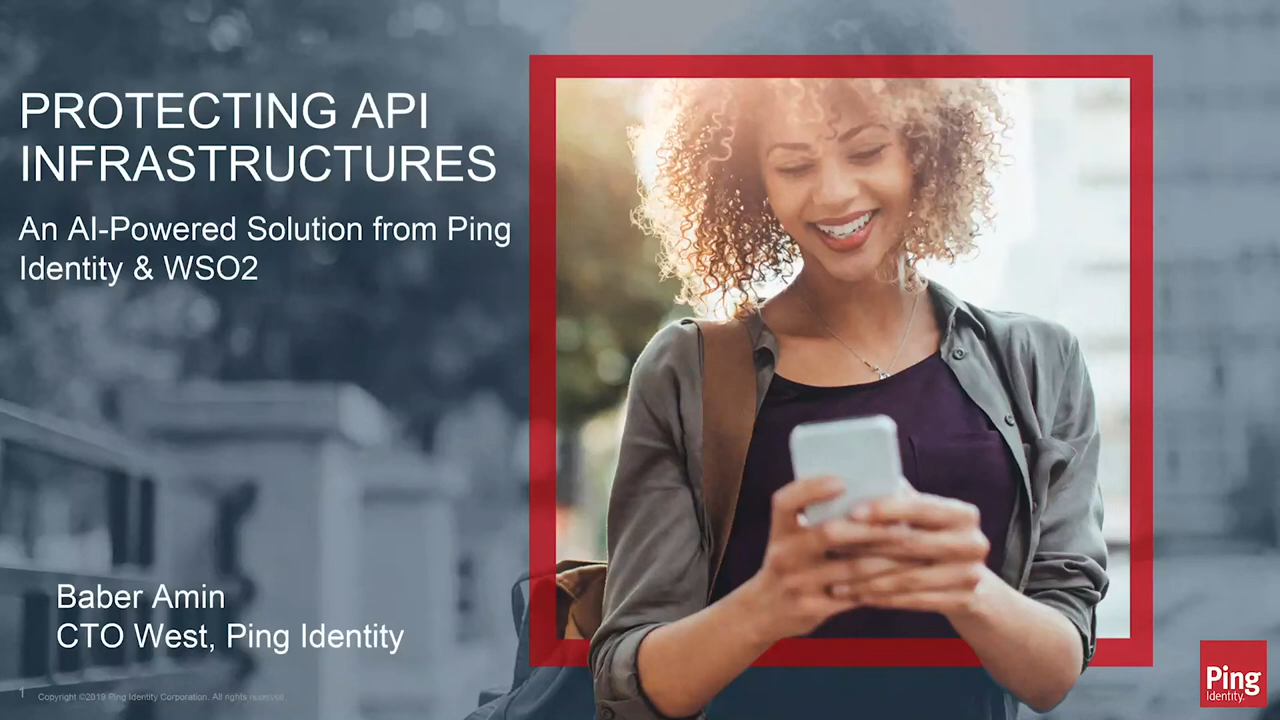 PROTECTING API
INFRASTRUCTURES
An AI-Powered Solution from Ping
Identity & WSO2
Baber Amin
CTO West, Ping Identity
1
Copyright ©2019 Ping Identity Corporation. All rights reserved.
Ping
Identity.